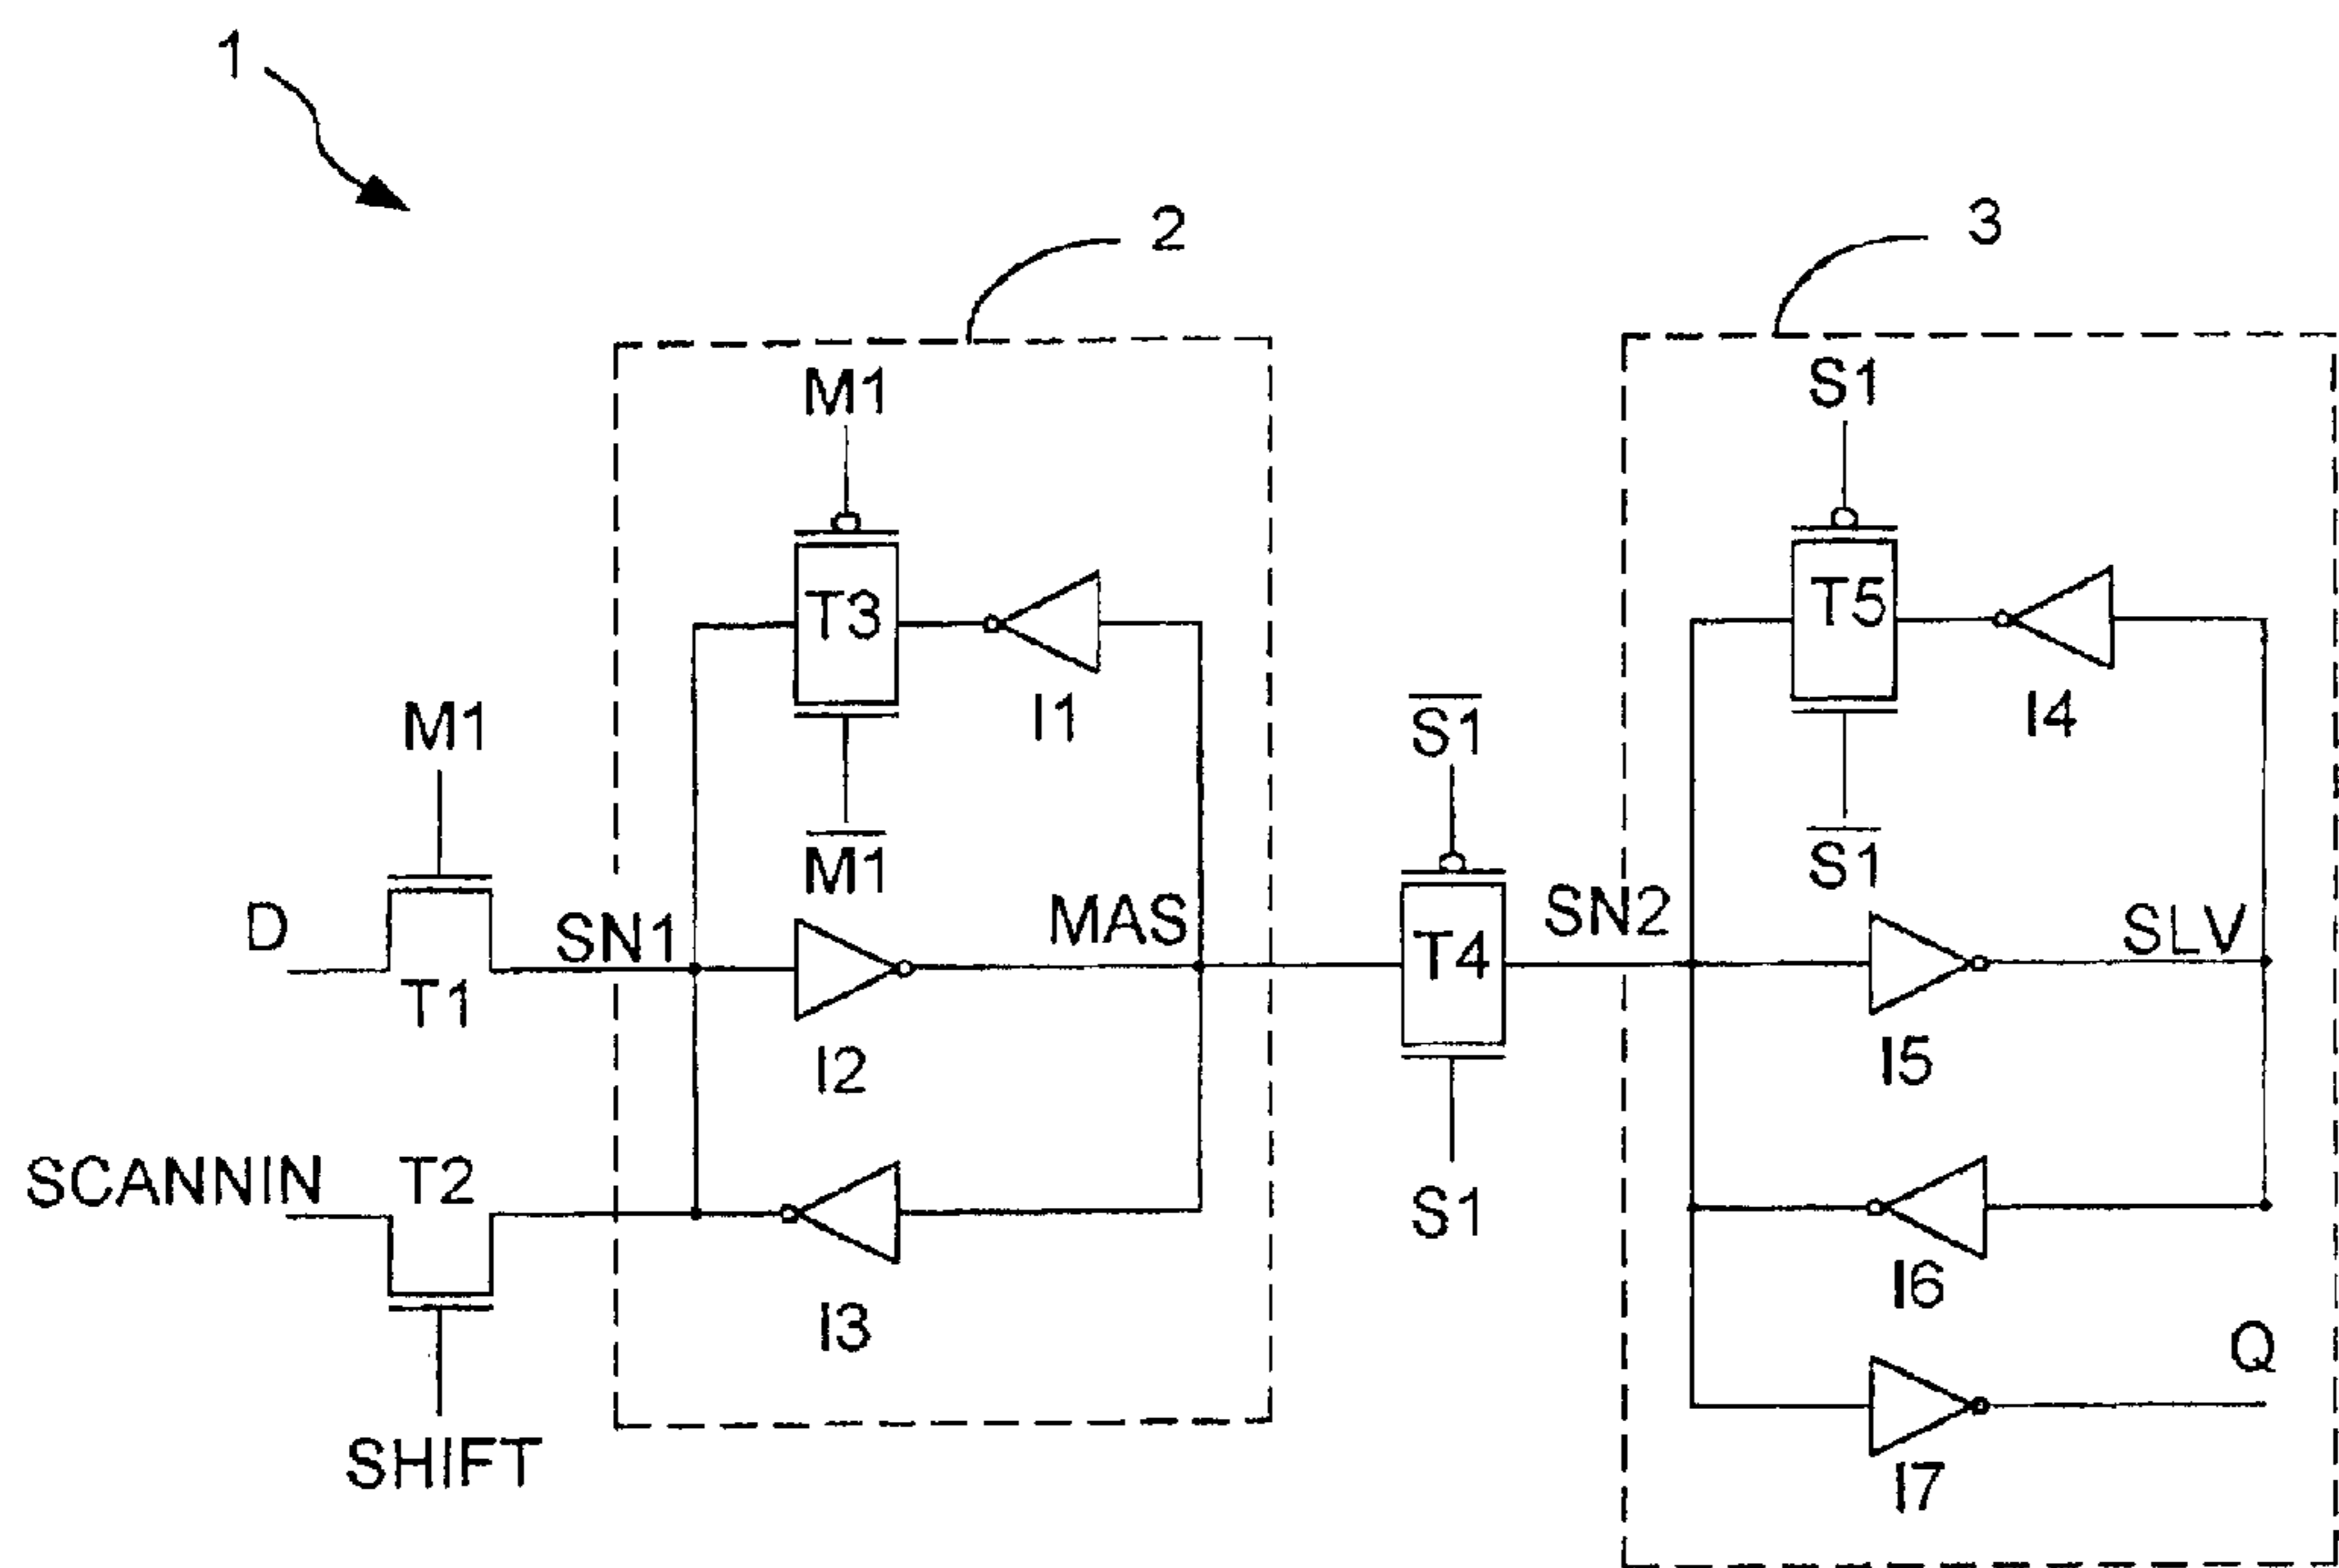 1
2
3
M1
S1
T3
T5
I1
I4
M1
S1
M1
S1
D
SN1
MAS
T4
SN2
SLV
T1
I2
I5
SCANNIN
T2
S1
I3
I6
Q
SHIFT
I7